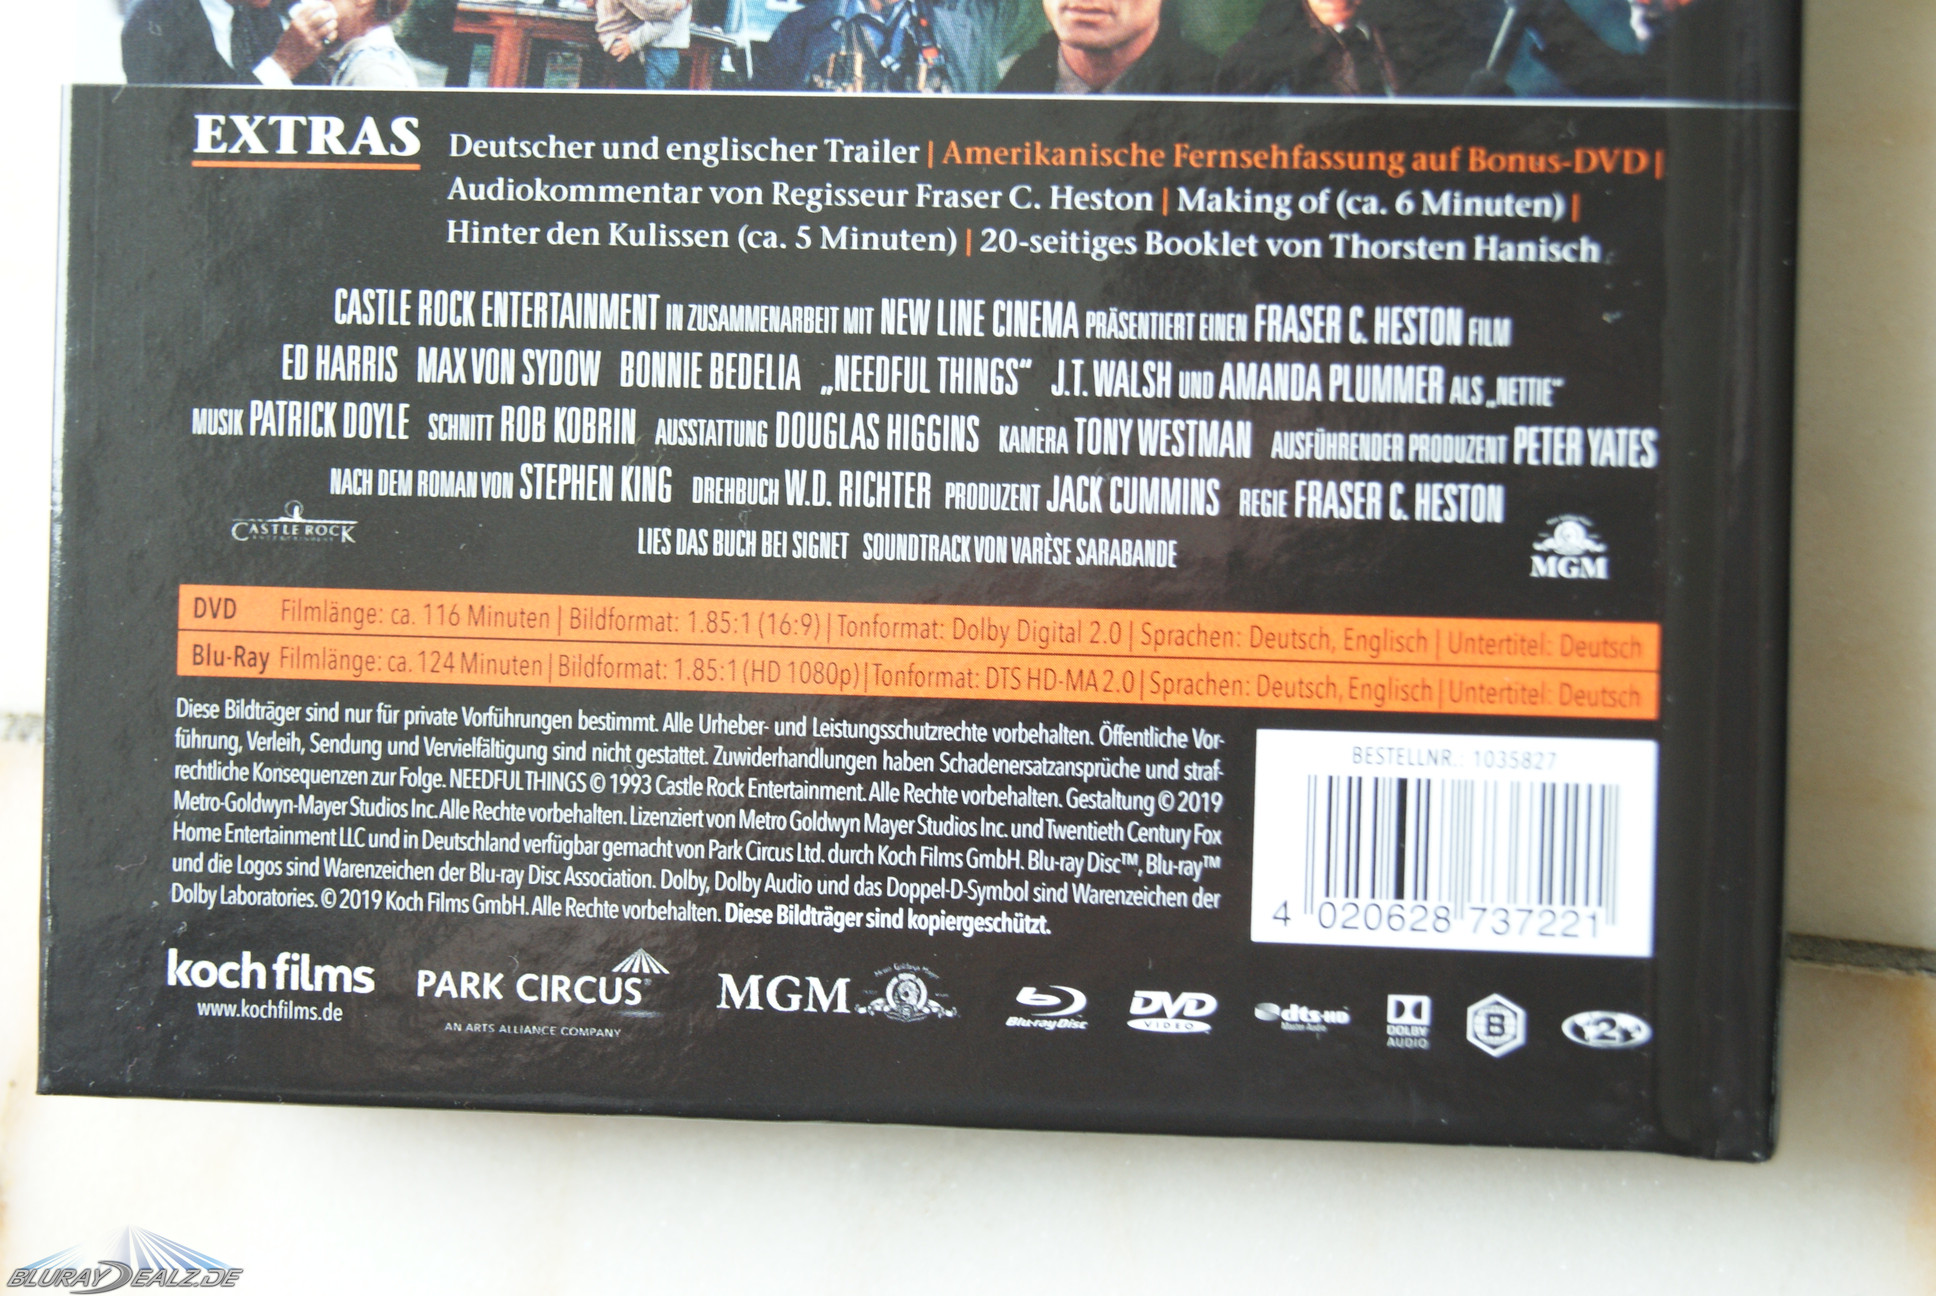 EXTRAS
Deutscher und englischer Trailer | Amerikanische Fernsehfassung auf Bonus-DVD |
Audiokommentar von Regisseur Fraser C. Heston | Making of (ca. 6 Minuten) |
Hinter den Kulissen (ca. 5 Minuten) | 20-seitiges Booklet von Thorsten Hanisch
CASTLE ROCK ENTERTAINMENT IN ZUSAMMENARBEIT MIT NEW LINE CINEMA PRÄSENTIERT EINEN FRASER C. HESTON FILM
ED HARRIS MAX VON SYDOW BONNIE BEDELIA „NEEDFUL THINGS“ J.T. WALSH UND AMANDA PLUMMER ALS „NETTIE“
MUSIK PATRICK DOYLE SCHNITT ROB KOBRIN AUSSTATTUNG DOUGLAS HIGGINS KAMERA TONY WESTMAN AUSFÜHRENDER PRODUZENT PETER YATES
NACH DEM ROMAN VON STEPHEN KING DREHBUCH W.D. RICHTER PRODUZENT JACK CUMMINS REGIE FRASER C. HESTON
CASTLE ROCK
ENTERTAINMENT
LIES DAS BUCH BEI SIGNET SOUNDTRACK VON VARÈSE SARABANDE
MGM
DVD Filmlänge: ca. 116 Minuten | Bildformat: 1.85:1 (16:9) | Tonformat: Dolby Digital 2.0 | Sprachen: Deutsch, Englisch | Untertitel: Deutsch
Blu-Ray Filmlänge: ca. 124 Minuten | Bildformat: 1.85:1 (HD 1080p) | Tonformat: DTS HD-MA 2.0 | Sprachen: Deutsch, Englisch | Untertitel: Deutsch
Diese Bildträger sind nur für private Vorführungen bestimmt. Alle Urheber- und Leistungsschutzrechte vorbehalten. Öffentliche Vor-
führung, Verleih, Sendung und Vervielfältigung sind nicht gestattet. Zuwiderhandlungen haben Schadenersatzansprüche und straf-
rechtliche Konsequenzen zur Folge. NEEDFUL THINGS © 1993 Castle Rock Entertainment. Alle Rechte vorbehalten. Gestaltung © 2019
Metro-Goldwyn-Mayer Studios Inc. Alle Rechte vorbehalten. Lizenziert von Metro Goldwyn Mayer Studios Inc. und Twentieth Century Fox
Home Entertainment LLC und in Deutschland verfügbar gemacht von Park Circus Ltd. durch Koch Films GmbH. Blu-ray Disc™, Blu-ray™
und die Logos sind Warenzeichen der Blu-ray Disc Association. Dolby, Dolby Audio und das Doppel-D-Symbol sind Warenzeichen der
Dolby Laboratories. © 2019 Koch Films GmbH. Alle Rechte vorbehalten. Diese Bildträger sind kopiergeschützt.
BESTELLNR.: 1035827
4 020628 737221
koch films
www.kochfilms.de
PARK CIRCUS
AN ARTS ALLIANCE COMPANY
MGM
Blu-ray Disc
DVD
VIDEO
dts-HD
Master Audio
DOLBY
AUDIO
B
2
BLURAYDEALZ.DE